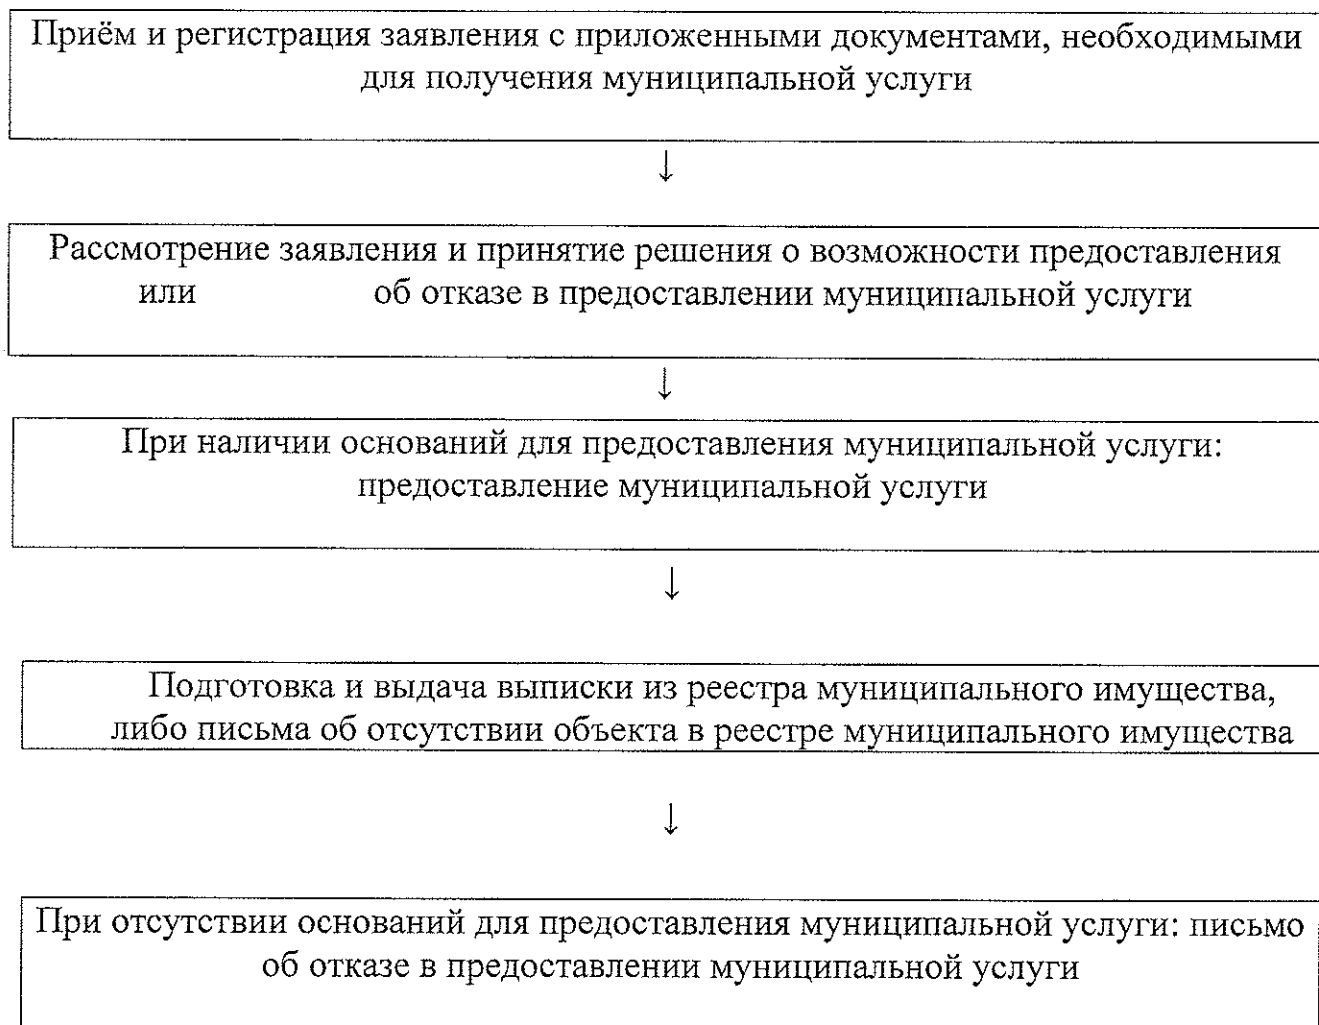 Приём и регистрация заявления с приложенными документами, необходимыми
для получения муниципальной услуги
↓
Рассмотрение заявления и принятие решения о возможности предоставления
или об отказе в предоставлении муниципальной услуги
↓
При наличии оснований для предоставления муниципальной услуги:
предоставление муниципальной услуги
↓
Подготовка и выдача выписки из реестра муниципального имущества,
либо письма об отсутствии объекта в реестре муниципального имущества
↓
При отсутствии оснований для предоставления муниципальной услуги: письмо
об отказе в предоставлении муниципальной услуги